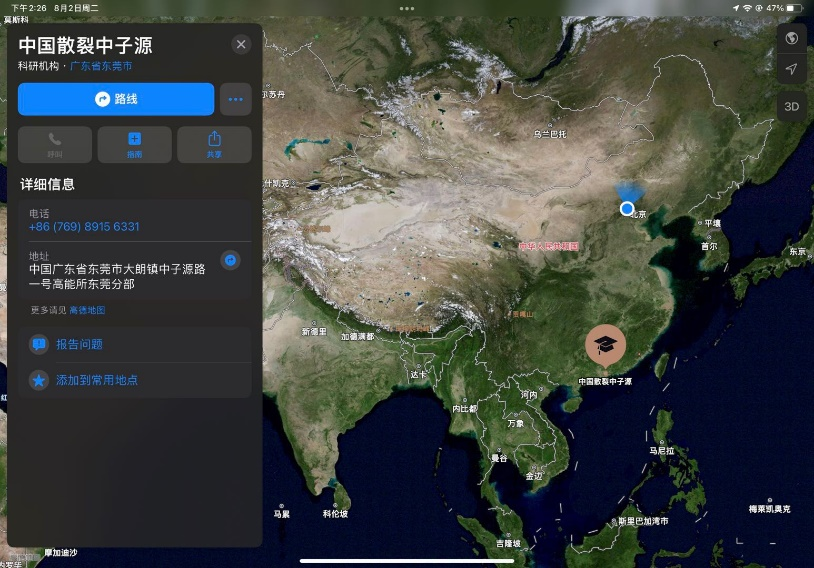 下午2:26 8月2日周二
47%
莫斯科
中国散裂中子源
科研机构 · 广东省东莞市
路线
呼叫
指南
共享
详细信息
电话
+86 (769) 8915 6331
地址
中国广东省东莞市大朗镇中子源路
一号高能所东莞分部
更多请见 高德地图
报告问题
添加到常用地点
3D
乌兰巴托
北京
平壤
首尔
东京
中华人民共和国
新德里
加德满都
达卡
中国散裂中子源
内比都
河内
万象
曼谷
金边
马尼拉
马累
科伦坡
斯里巴加湾市
梅莱凯奥克
吉隆坡
摩加迪沙